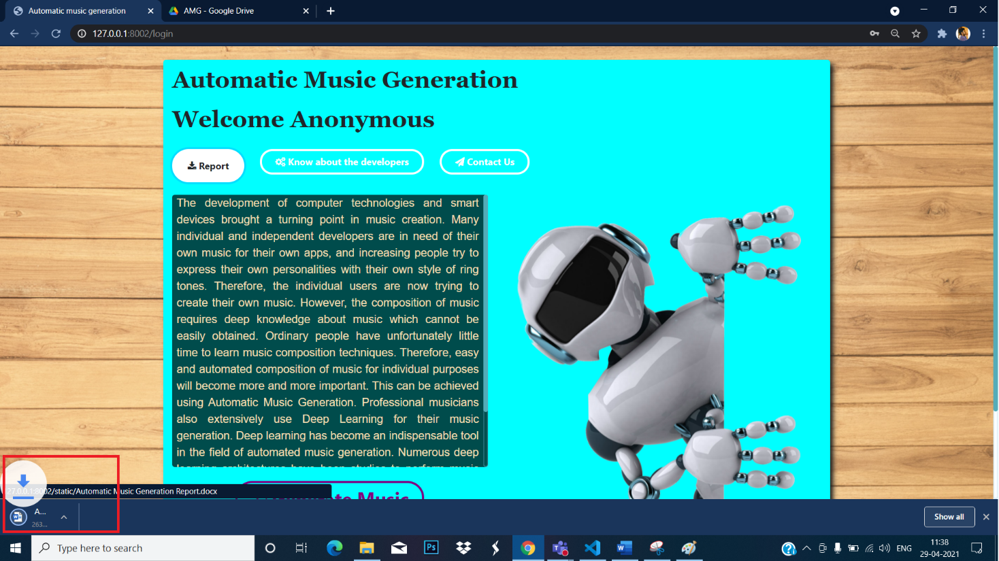 Automatic music generation
AMG - Google Drive
127.0.0.1:8002/login
Automatic Music Generation
Welcome Anonymous
Report
Know about the developers
Contact Us
The development of computer technologies and smart
devices brought a turning point in music creation. Many
individual and independent developers are in need of their
own music for their own apps, and increasing people try to
express their own personalities with their own style of ring
tones. Therefore, the individual users are now trying to
create their own music. However, the composition of music
requires deep knowledge about music which cannot be
easily obtained. Ordinary people have unfortunately little
time to learn music composition techniques. Therefore, easy
and automated composition of music for individual purposes
will become more and more important. This can be achieved
using Automatic Music Generation. Professional musicians
also extensively use Deep Learning for their music
generation. Deep learning has become an indispensable tool
in the field of automated music generation. Numerous deep
Music
27.0.0.1:8002/static/Automatic Music Generation Report.docx
A...
263...
Show all
Type here to search
Ps
ENG
11:38
29-04-2021